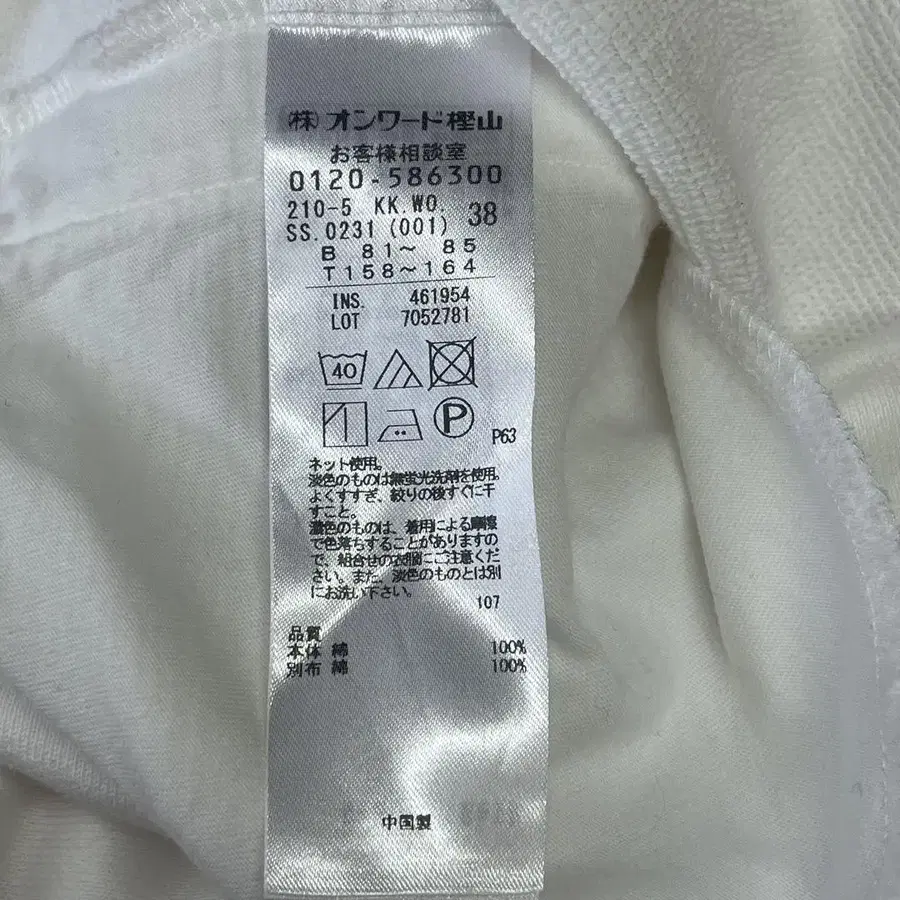 ㈱オンワード樫山
お客様相談室
0120-586300
210-5 KK.WO. 38
SS.0231 (001)
B 81～ 85
T158～164
INS. 461954
LOT 7052781
40
P
P63
ネット使用。
淡色のものは無蛍光洗剤を使用。
よくすすぎ、絞りの後すぐに干
すこと。
濃色のものは、着用による摩擦
で色落ちすることがありますの
で、組合せの衣服にご注意くだ
さい。また、淡色のものとは別
にお洗い下さい。
107
品質
本体 綿 100%
別布 綿 100%
中国製